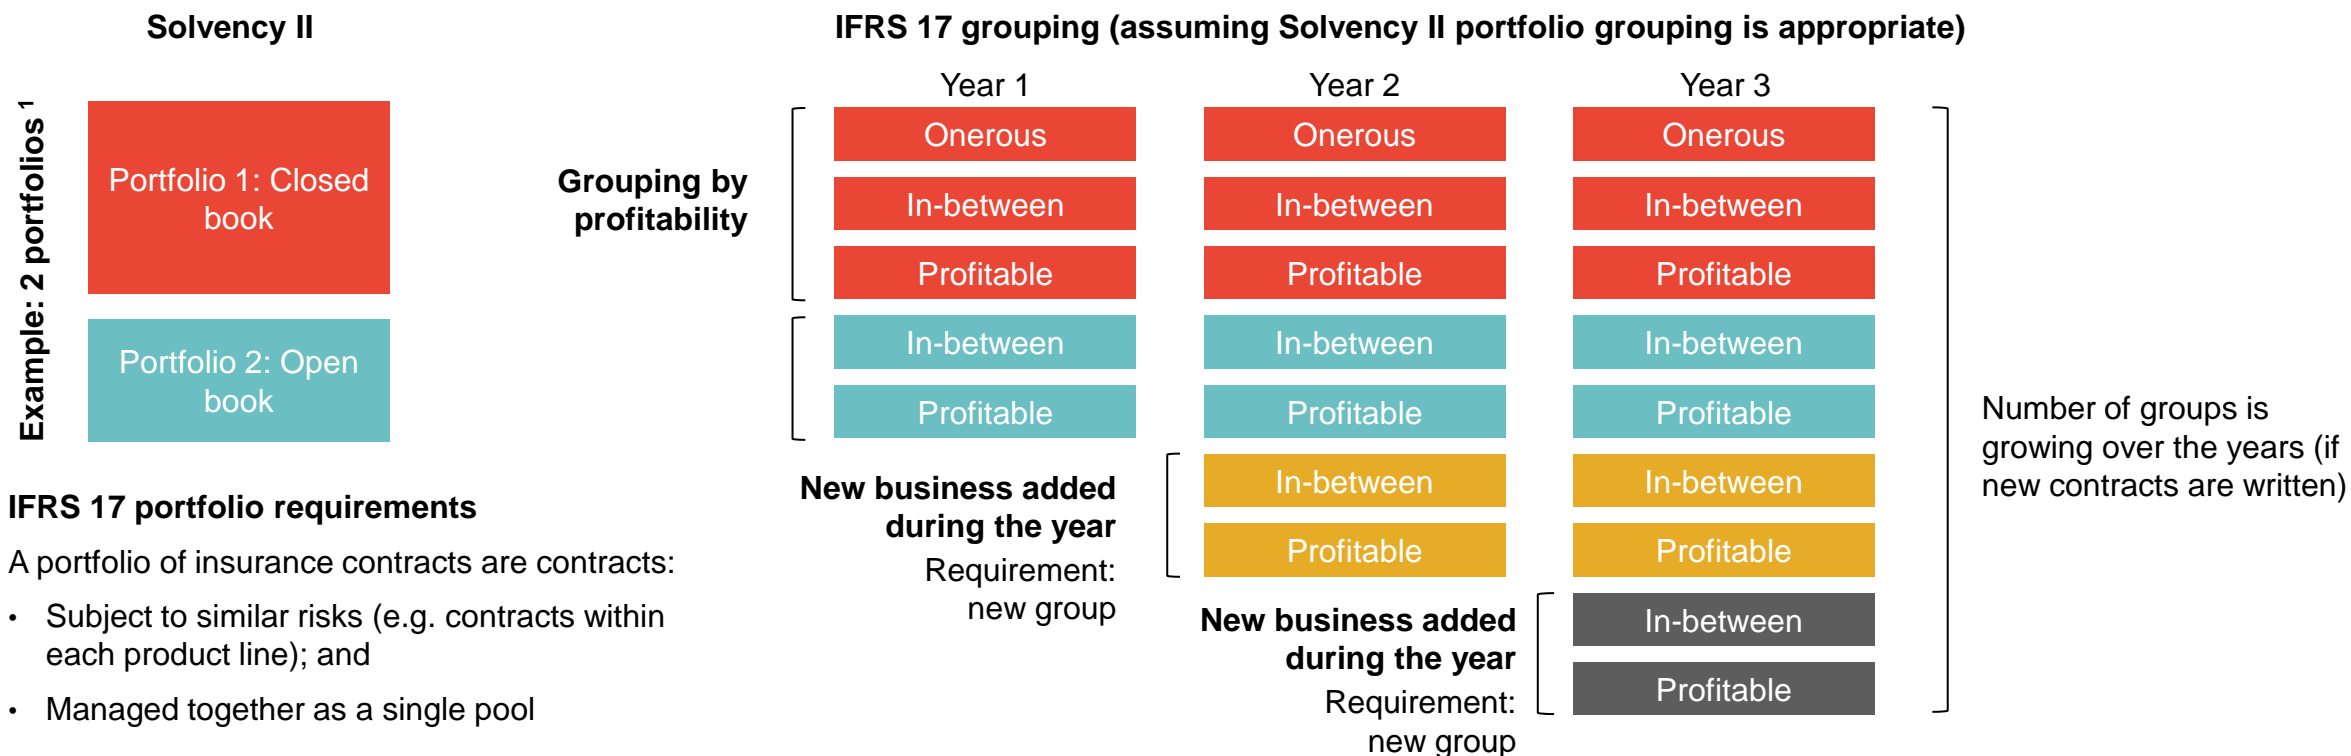 Solvency II
IFRS 17 grouping (assuming Solvency II portfolio grouping is appropriate)
Example: 2 portfolios ¹
Portfolio 1: Closed
book
Portfolio 2: Open
book
IFRS 17 portfolio requirements
A portfolio of insurance contracts are contracts:
• Subject to similar risks (e.g. contracts within
each product line); and
• Managed together as a single pool
Grouping by
profitability
Year 1
Onerous
In-between
Profitable
In-between
Profitable
New business added
during the year
Requirement:
new group
Year 2
Onerous
In-between
Profitable
In-between
Profitable
In-between
Profitable
New business added
during the year
Requirement:
new group
Year 3
Onerous
In-between
Profitable
In-between
Profitable
In-between
Profitable
In-between
Profitable
Number of groups is
growing over the years (if
new contracts are written)